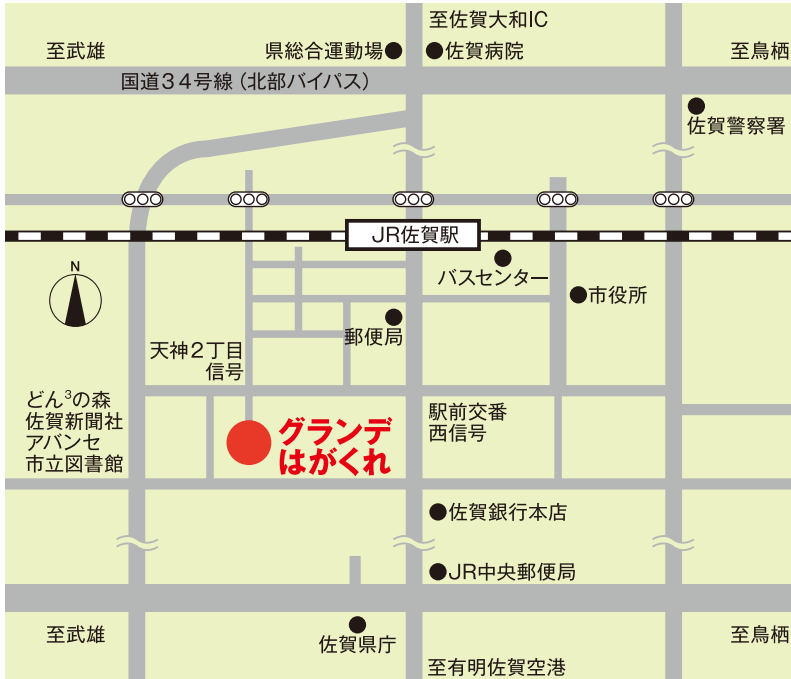 至佐賀大和IC
至武雄
県総合運動場
佐賀病院
至鳥栖
国道34号線（北部バイパス）
佐賀警察署
JR佐賀駅
N
バスセンター
市役所
郵便局
天神2丁目
信号
どん³の森
佐賀新聞社
アバンセ
市立図書館
グランデ
はがくれ
駅前交番
西信号
佐賀銀行本店
JR中央郵便局
至武雄
佐賀県庁
至鳥栖
至有明佐賀空港